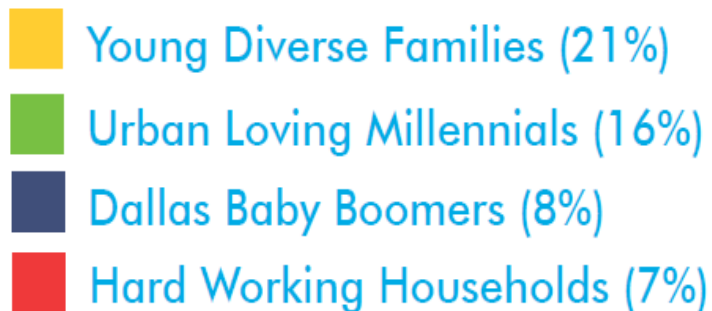 Young Diverse Families (21%)
Urban Loving Millennials (16%)
Dallas Baby Boomers (8%)
Hard Working Households (7%)